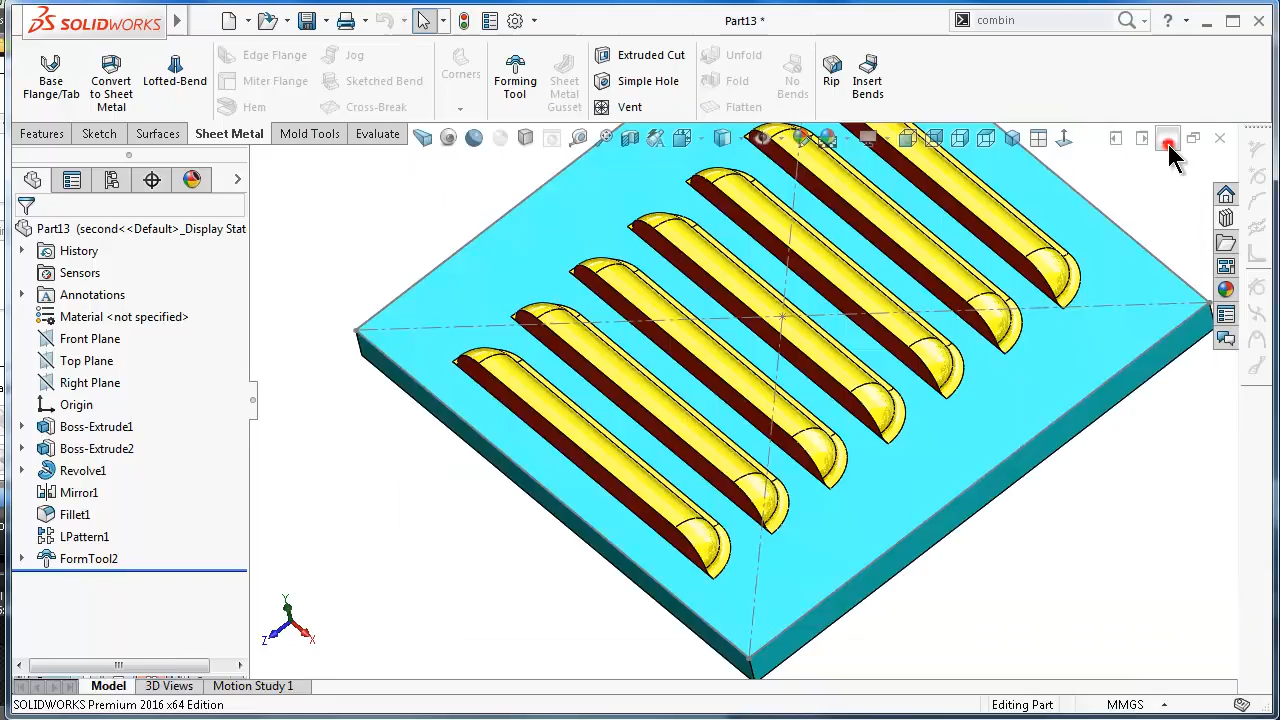 SOLIDWORKS
Part13 *
combin
Base Flange/Tab
Convert to Sheet Metal
Lofted-Bend
Edge Flange
Miter Flange
Hem
Jog
Sketched Bend
Cross-Break
Corners
Forming Tool
Sheet Metal Gusset
Extruded Cut
Simple Hole
Vent
Unfold
Fold
Flatten
No Bends
Rip
Insert Bends
Features
Sketch
Surfaces
Sheet Metal
Mold Tools
Evaluate
Part13 (second<<Default>_Display Stat
History
Sensors
Annotations
Material <not specified>
Front Plane
Top Plane
Right Plane
Origin
Boss-Extrude1
Boss-Extrude2
Revolve1
Mirror1
Fillet1
LPattern1
FormTool2
Y
Z
X
Model
3D Views
Motion Study 1
SOLIDWORKS Premium 2016 x64 Edition
Editing Part
MMGS